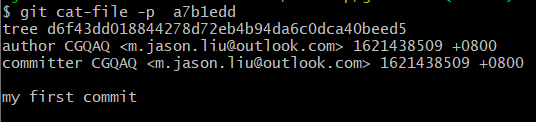 $ git cat-file -p  a7b1edd
tree d6f43dd018844278d72eb4b94da6c0dca40beed5
author CGQAQ <m.jason.liu@outlook.com> 1621438509 +0800
committer CGQAQ <m.jason.liu@outlook.com> 1621438509 +0800

my first commit